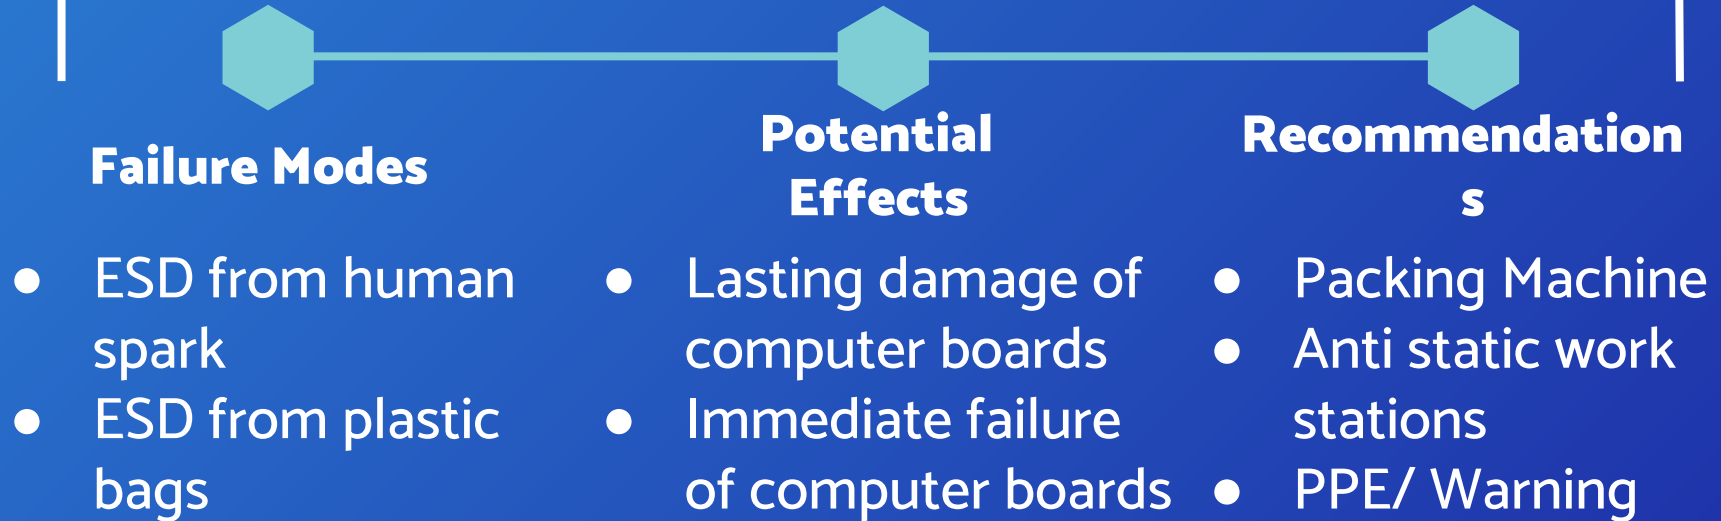 Failure Modes
● ESD from human
spark
● ESD from plastic
bags
Potential
Effects
● Lasting damage of
computer boards
● Immediate failure
of computer boards
Recommendation
s
● Packing Machine
● Anti static work
stations
● PPE/ Warning